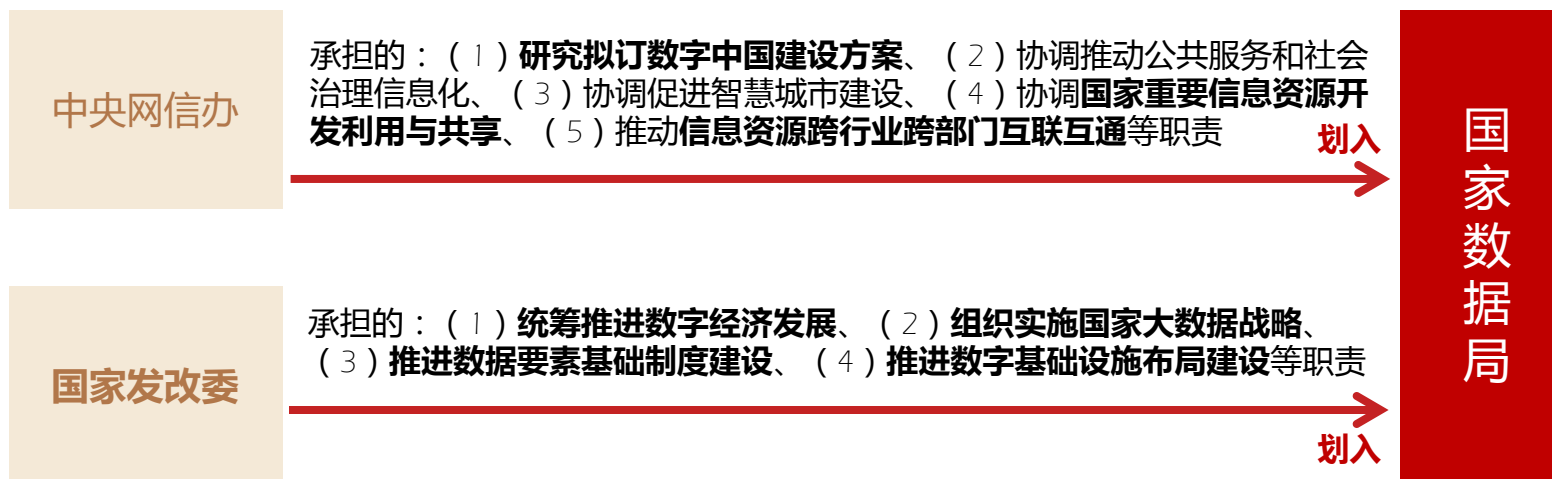 中央网信办
承担的：（1）研究拟订数字中国建设方案、（2）协调推动公共服务和社会
治理信息化、（3）协调促进智慧城市建设、（4）协调国家重要信息资源开
发利用与共享、（5）推动信息资源跨行业跨部门互联互通等职责
划入
国家发改委
承担的：（1）统筹推进数字经济发展、（2）组织实施国家大数据战略、
（3）推进数据要素基础制度建设、（4）推进数字基础设施布局建设等职责
划入
国家数据局